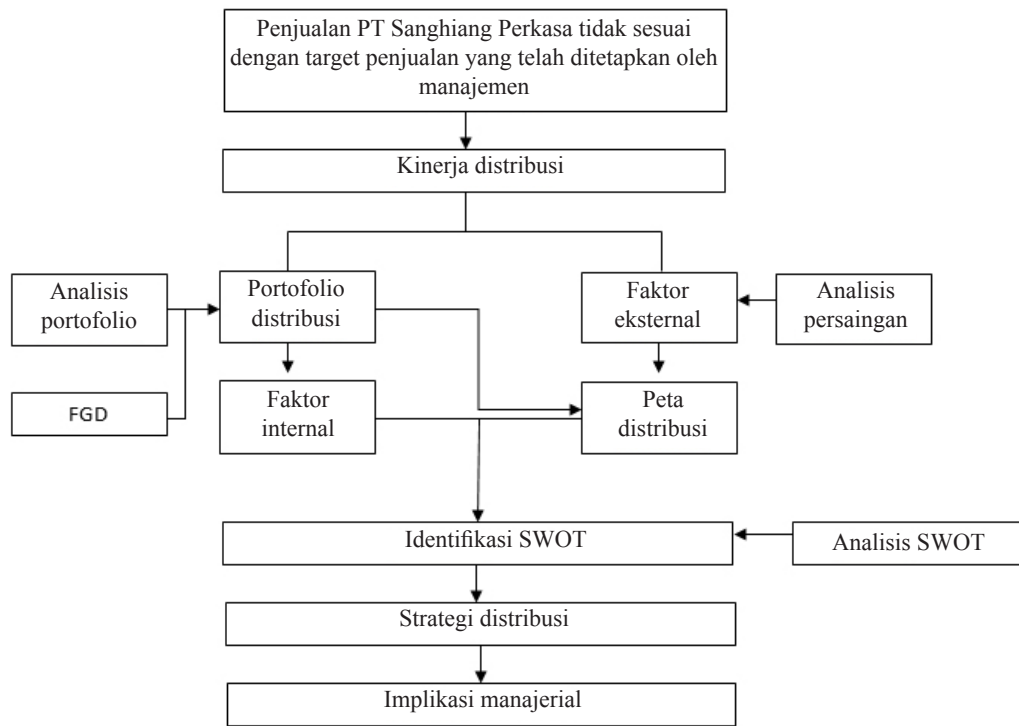 Penjualan PT Sanghiang Perkasa tidak sesuai
dengan target penjualan yang telah ditetapkan oleh
manajemen
Kinerja distribusi
Analisis
portofolio
Portofolio
distribusi
Faktor
eksternal
Analisis
persaingan
FGD
Faktor
internal
Peta
distribusi
Identifikasi SWOT
Analisis SWOT
Strategi distribusi
Implikasi manajerial